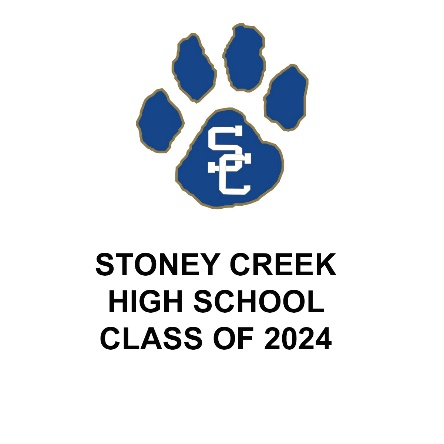 SC
STONEY CREEK
HIGH SCHOOL
CLASS OF 2024